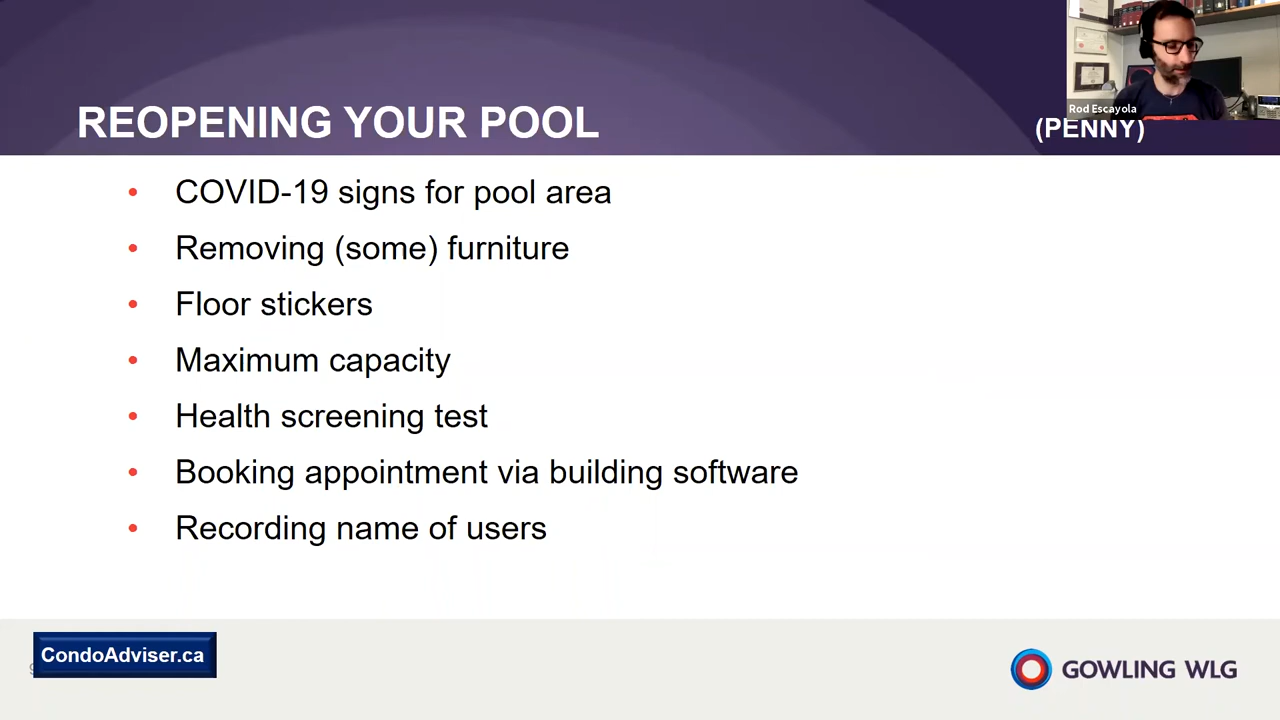 Rod Escayola
REOPENING YOUR POOL
(PENNY)
• COVID-19 signs for pool area
• Removing (some) furniture
• Floor stickers
• Maximum capacity
• Health screening test
• Booking appointment via building software
• Recording name of users
CondoAdviser.ca
GOWLING WLG